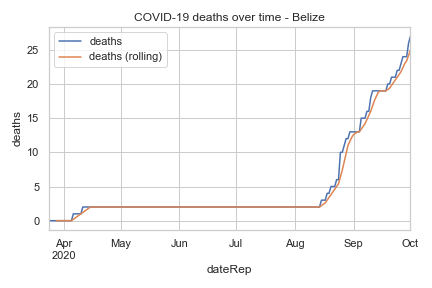 COVID-19 deaths over time - Belize
deaths
deaths (rolling)
25
20
15
10
5
0
deaths
Apr May Jun Jul Aug Sep Oct
2020
dateRep